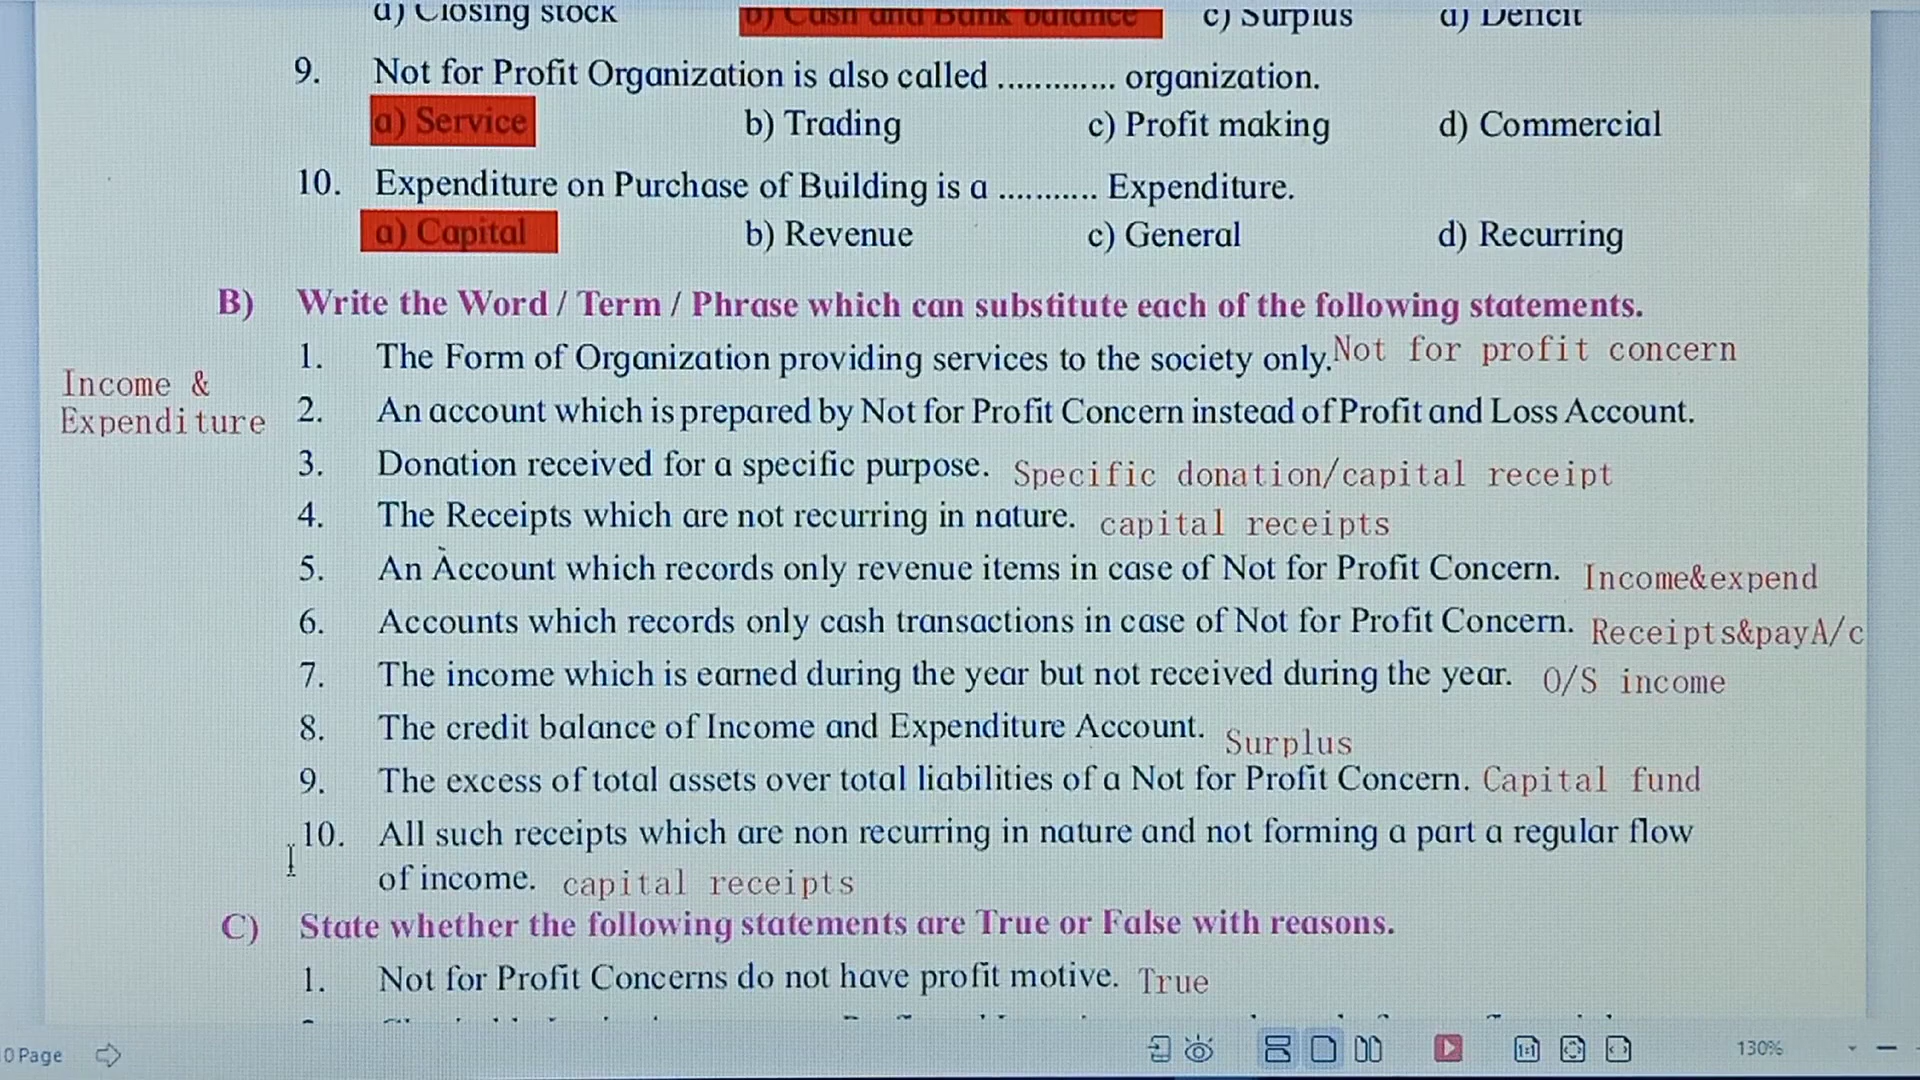 a) Closing stock b) Cash and Bank balance c) Surplus d) Deficit
9. Not for Profit Organization is also called ............. organization.
a) Service b) Trading c) Profit making d) Commercial
10. Expenditure on Purchase of Building is a ........... Expenditure.
a) Capital b) Revenue c) General d) Recurring
B) Write the Word / Term / Phrase which can substitute each of the following statements.
1. The Form of Organization providing services to the society only. Not for profit concern
Income &
Expenditure
2. An account which is prepared by Not for Profit Concern instead of Profit and Loss Account.
3. Donation received for a specific purpose. Specific donation/capital receipt
4. The Receipts which are not recurring in nature. capital receipts
5. An Account which records only revenue items in case of Not for Profit Concern. Income&expend
6. Accounts which records only cash transactions in case of Not for Profit Concern. Receipts&payA/c
7. The income which is earned during the year but not received during the year. O/S income
8. The credit balance of Income and Expenditure Account. Surplus
9. The excess of total assets over total liabilities of a Not for Profit Concern. Capital fund
10. All such receipts which are non recurring in nature and not forming a part a regular flow
of income. capital receipts
C) State whether the following statements are True or False with reasons.
1. Not for Profit Concerns do not have profit motive. True
0 Page 130%